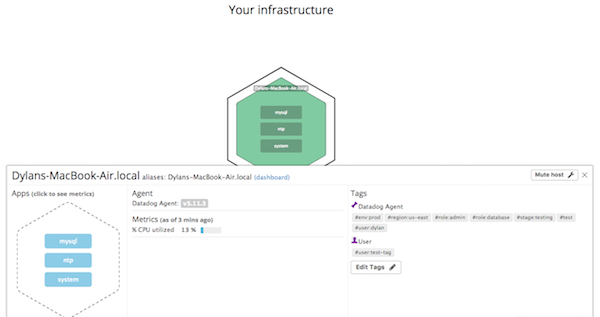 Your infrastructure
Dylans-MacBook-Air.local
mysql
ntp
system
Dylans-MacBook-Air.local aliases: Dylans-MacBook-Air.local (dashboard)
Mute host
Apps (click to see metrics)
mysql
ntp
system
Agent
Datadog Agent: v5.11.3
Metrics (as of 3 mins ago)
% CPU utilized 13 %
Tags
Datadog Agent
#env:prod #region:us-east #role:admin #role:database #stage:testing #test
#user:dylan
User
#user:test-tag
Edit Tags